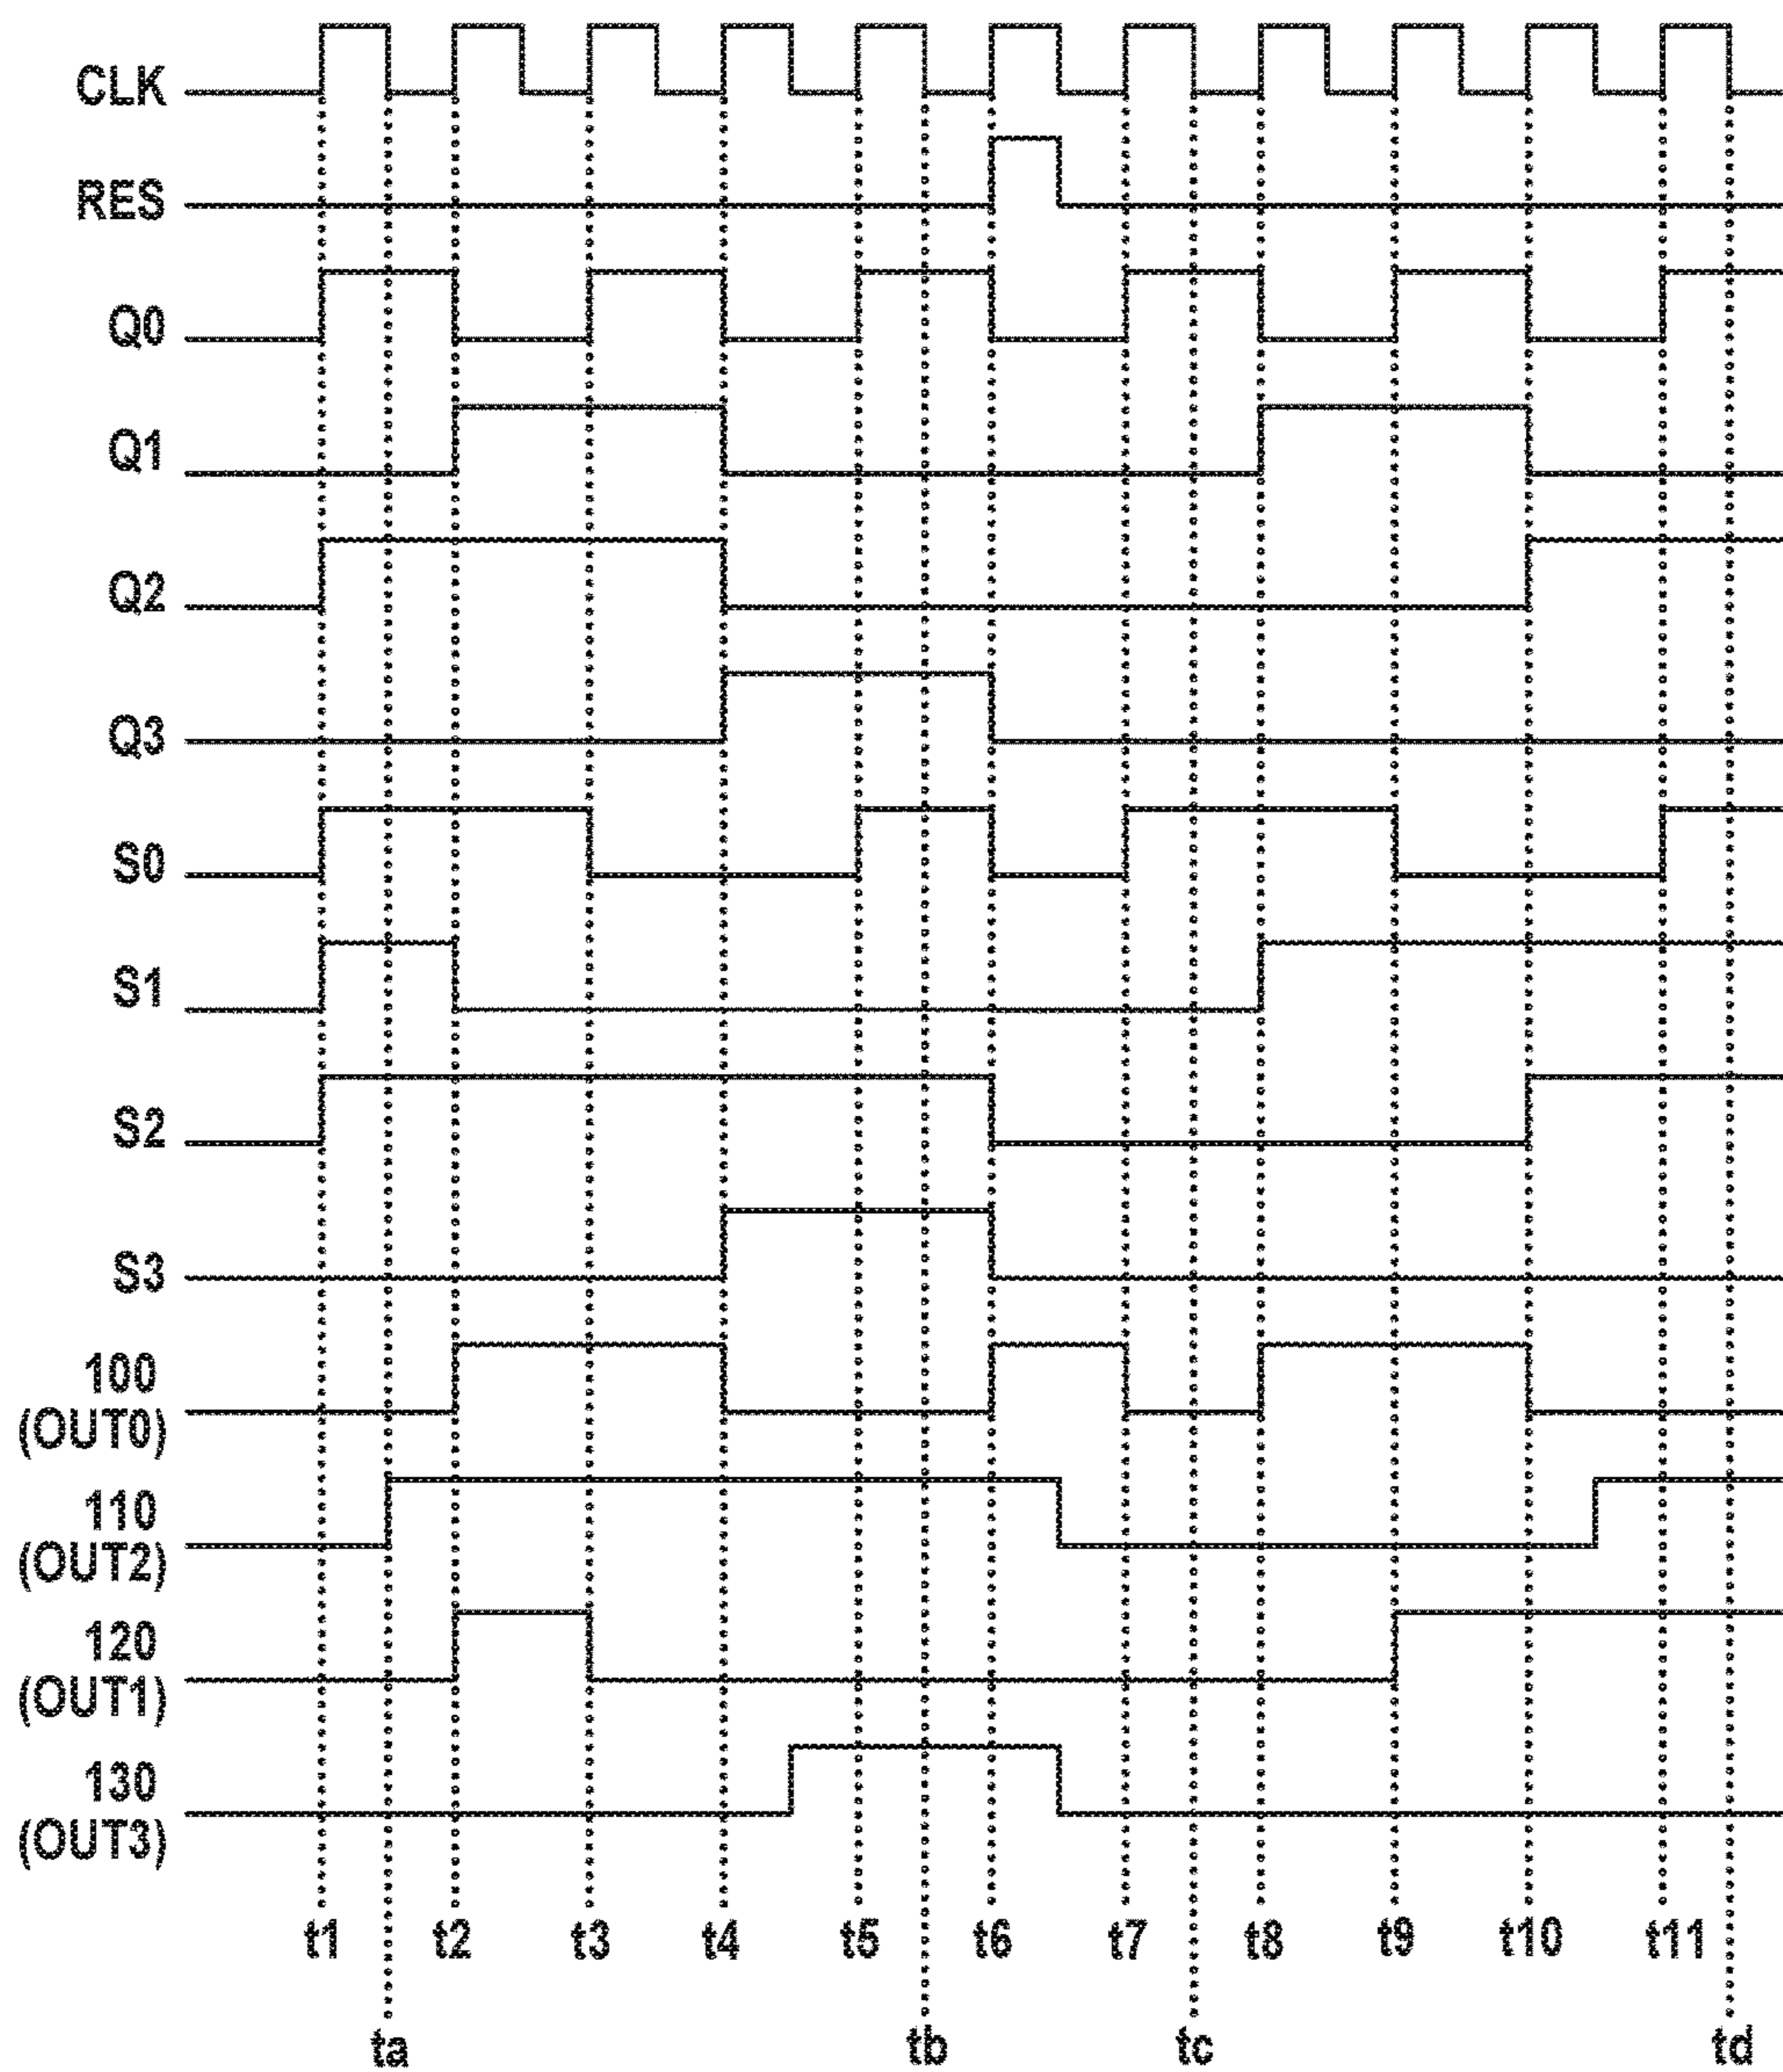 CLK
RES
Q0
Q1
Q2
Q3
S0
S1
S2
S3
100
(OUT0)
110
(OUT2)
120
(OUT1)
130
(OUT3)
t1 t2 t3 t4 t5 t6 t7 t8 t9 t10 t11
ta tb tc td